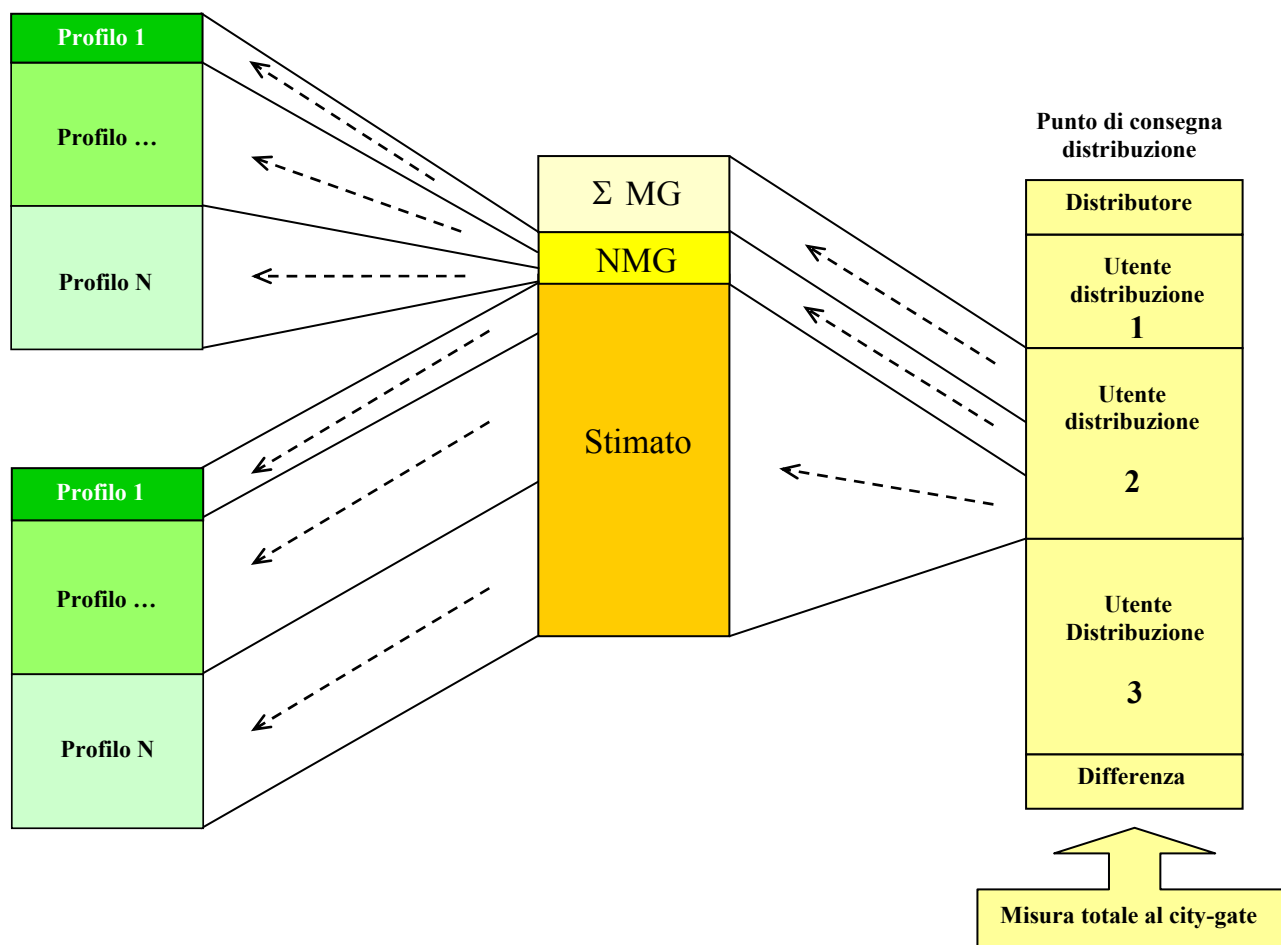 Profilo 1
Profilo …
Profilo N
Profilo 1
Profilo …
Profilo N
Σ MG
NMG
Stimato
Punto di consegna
distribuzione
Distributore
Utente
distribuzione
1
Utente
distribuzione
2
Utente
Distribuzione
3
Differenza
Misura totale al city-gate